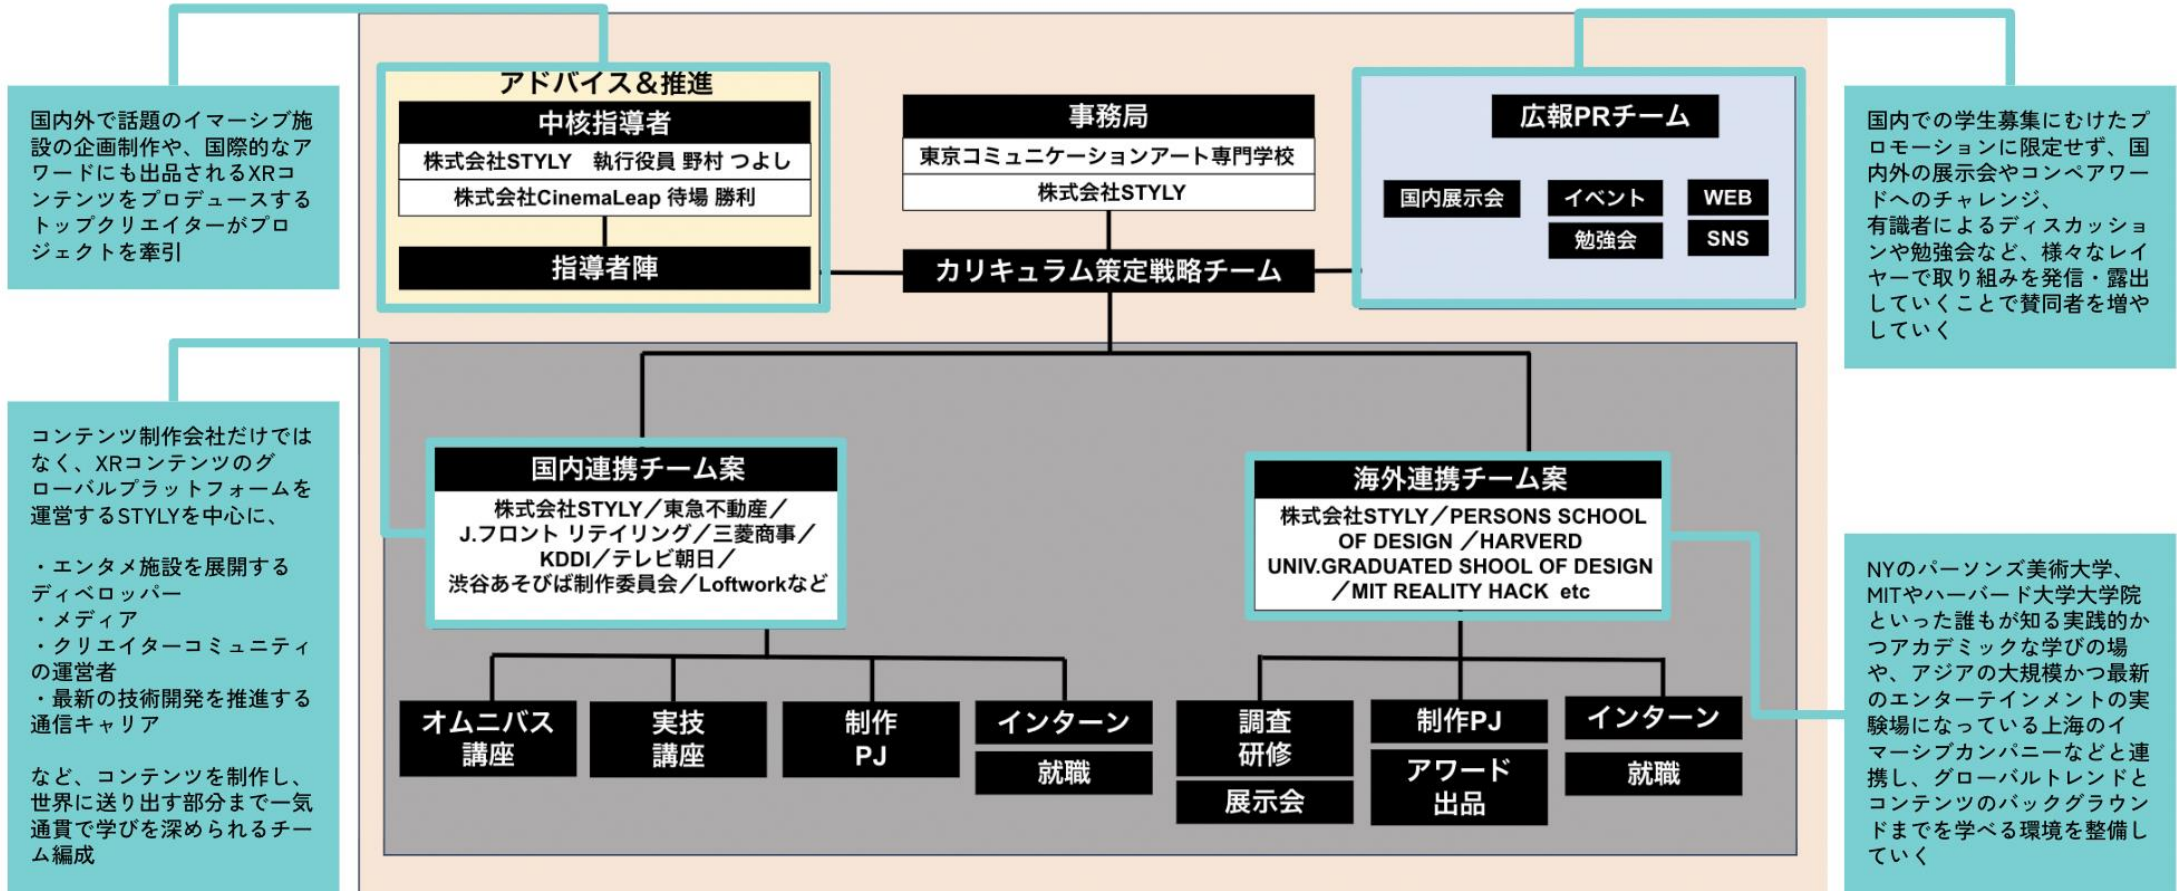 国内外で話題のイマーシブ施
設の企画制作や、国際的なア
ワードにも出品されるXRコ
ンテンツをプロデュースする
トップクリエイターがプロ
ジェクトを牽引
アドバイス&推進
中核指導者
株式会社STYLY　執行役員 野村 つよし
株式会社CinemaLeap 待場 勝利
指導者陣
事務局
東京コミュニケーションアート専門学校
株式会社STYLY
カリキュラム策定戦略チーム
広報PRチーム
国内展示会
イベント
WEB
勉強会
SNS
国内での学生募集にむけたプ
ロモーションに限定せず、国
内外の展示会やコンペアワー
ドへのチャレンジ、
有識者によるディスカッショ
ンや勉強会など、様々なレイ
ヤーで取り組みを発信・露出
していくことで賛同者を増や
していく
コンテンツ制作会社だけでは
なく、XRコンテンツのグ
ローバルプラットフォームを
運営するSTYLYを中心に、
・エンタメ施設を展開する
ディベロッパー
・メディア
・クリエイターコミュニティ
の運営者
・最新の技術開発を推進する
通信キャリア
など、コンテンツを制作し、
世界に送り出す部分まで一気
通貫で学びを深められるチー
ム編成
国内連携チーム案
株式会社STYLY／東急不動産／
J.フロント リテイリング／三菱商事／
KDDI／テレビ朝日／
渋谷あそびば制作委員会／Loftworkなど
オムニバス
講座
実技
講座
制作
PJ
インターン
就職
海外連携チーム案
株式会社STYLY／PERSONS SCHOOL
OF DESIGN ／HARVERD
UNIV.GRADUATED SHOOL OF DESIGN
／MIT REALITY HACK etc
調査
研修
展示会
制作PJ
アワード
出品
インターン
就職
NYのパーソンズ美術大学、
MITやハーバード大学大学院
といった誰もが知る実践的か
つアカデミックな学びの場
や、アジアの大規模かつ最新
のエンターテインメントの実
験場になっている上海のイ
マーシブカンパニーなどと連
携し、グローバルトレンドと
コンテンツのバックグラウン
ドまでを学べる環境を整備し
ていく